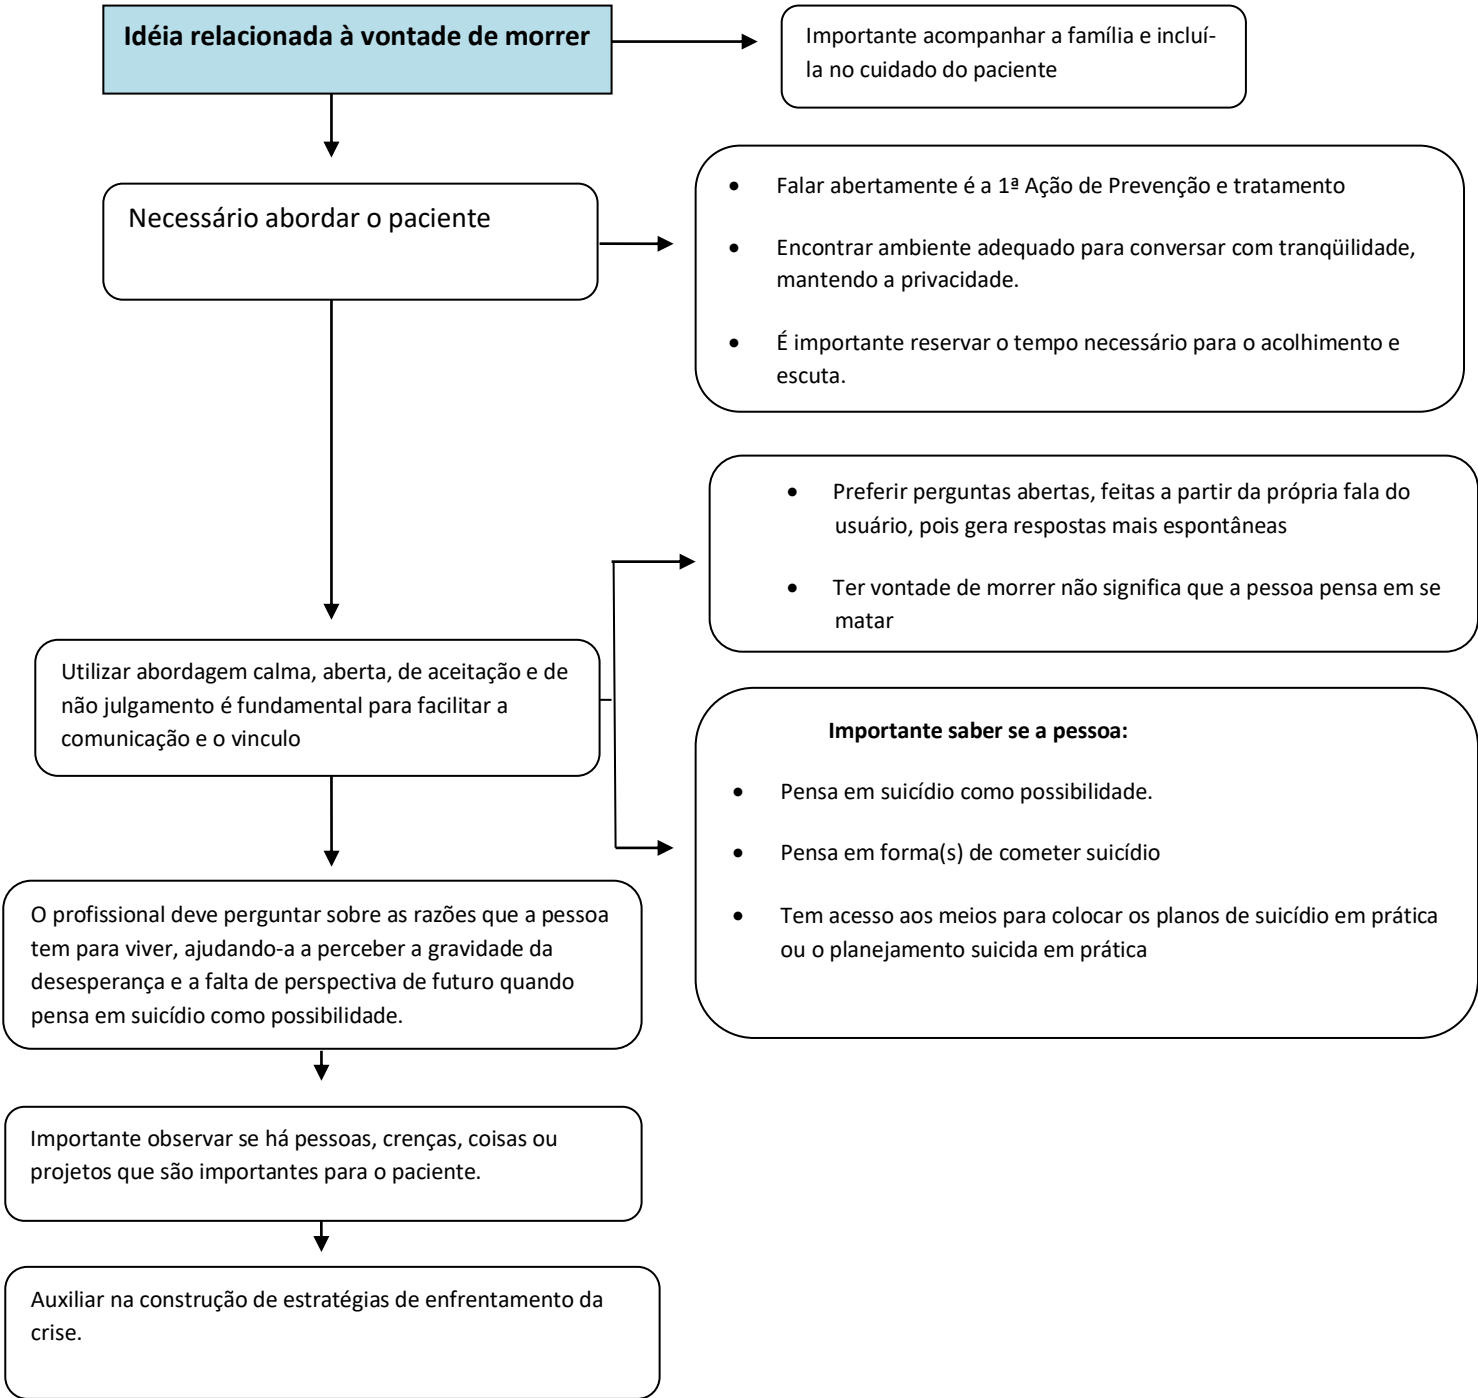 Idéia relacionada à vontade de morrer
Importante acompanhar a família e incluí-
la no cuidado do paciente
Necessário abordar o paciente
• Falar abertamente é a 1ª Ação de Prevenção e tratamento
• Encontrar ambiente adequado para conversar com tranqüilidade,
mantendo a privacidade.
• É importante reservar o tempo necessário para o acolhimento e
escuta.
• Preferir perguntas abertas, feitas a partir da própria fala do
usuário, pois gera respostas mais espontâneas
• Ter vontade de morrer não significa que a pessoa pensa em se
matar
Utilizar abordagem calma, aberta, de aceitação e de
não julgamento é fundamental para facilitar a
comunicação e o vinculo
Importante saber se a pessoa:
• Pensa em suicídio como possibilidade.
• Pensa em forma(s) de cometer suicídio
• Tem acesso aos meios para colocar os planos de suicídio em prática
ou o planejamento suicida em prática
O profissional deve perguntar sobre as razões que a pessoa
tem para viver, ajudando-a a perceber a gravidade da
desesperança e a falta de perspectiva de futuro quando
pensa em suicídio como possibilidade.
Importante observar se há pessoas, crenças, coisas ou
projetos que são importantes para o paciente.
Auxiliar na construção de estratégias de enfrentamento da
crise.